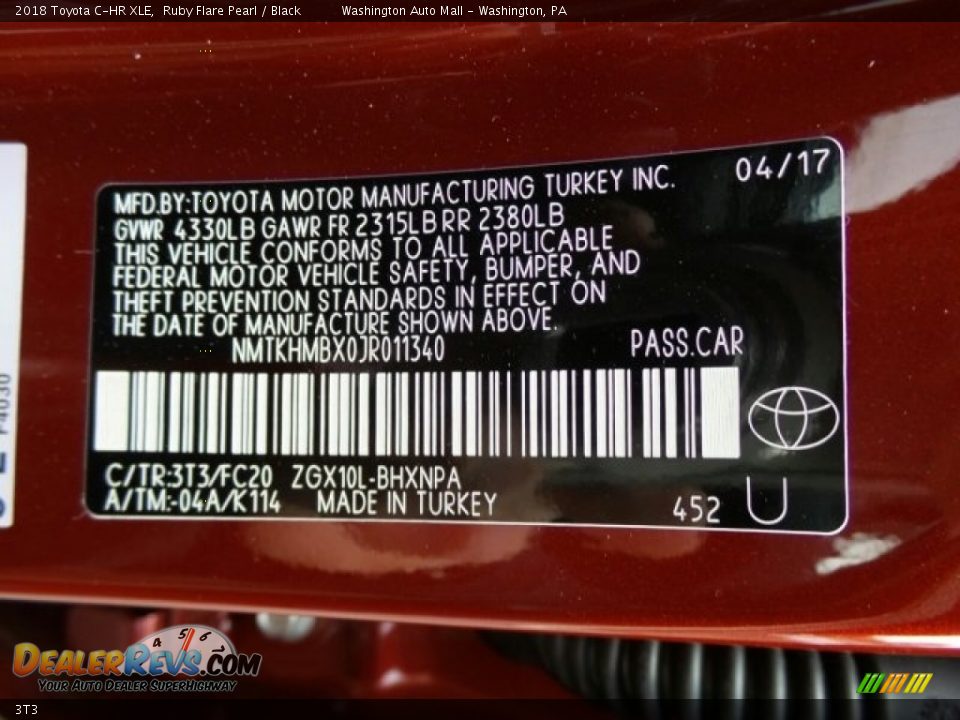 2018 Toyota C-HR XLE, Ruby Flare Pearl / Black Washington Auto Mall - Washington, PA
MFD.BY:TOYOTA MOTOR MANUFACTURING TURKEY INC. 04/17
GVWR 4330LB GAWR FR 2315LB RR 2380LB
THIS VEHICLE CONFORMS TO ALL APPLICABLE
FEDERAL MOTOR VEHICLE SAFETY, BUMPER, AND
THEFT PREVENTION STANDARDS IN EFFECT ON
THE DATE OF MANUFACTURE SHOWN ABOVE.
NMTKHMBX0JR011340 PASS.CAR
C/TR:3T3/FC20 ZGX10L-BHXNPA
A/TM:-04A/K114 MADE IN TURKEY 452 U
4 5 6
DEALERREVS.COM
YOUR AUTO DEALER SUPERHIGHWAY
3T3